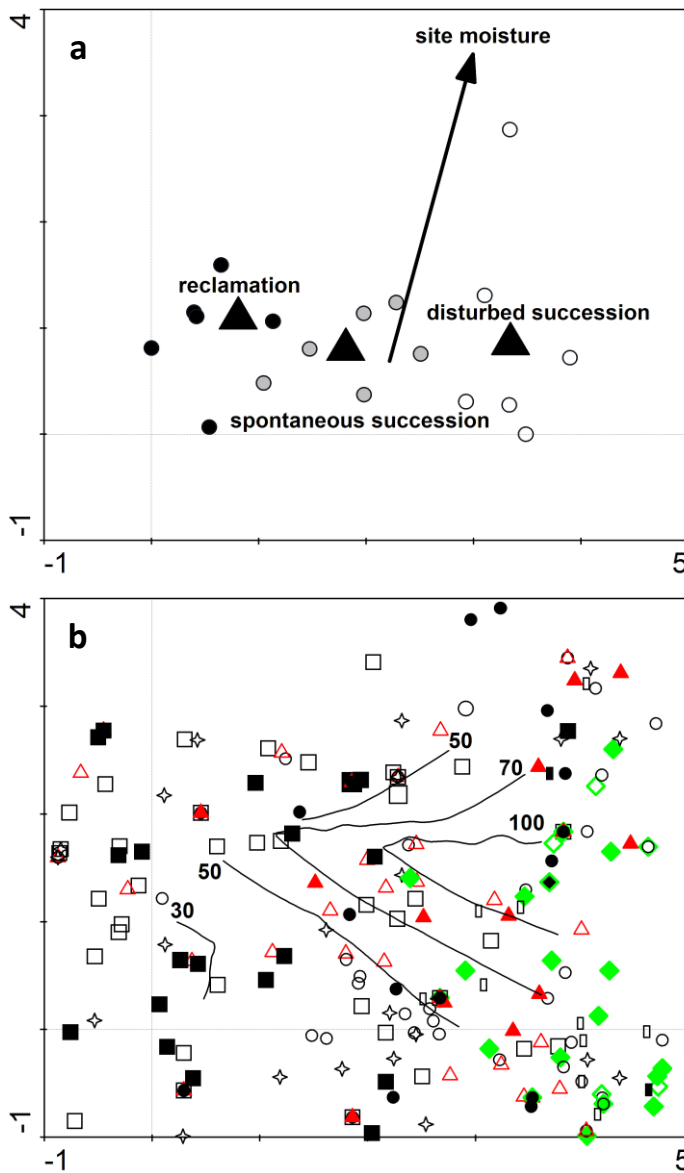 4
a
site moisture
reclamation
disturbed succession
spontaneous succession
-1
-1
5
4
b
50
70
100
50
30
-1
-1
5